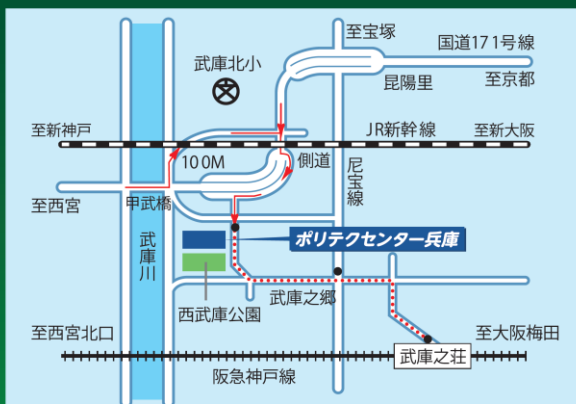 至宝塚
国道171号線
武庫北小
昆陽里
至京都
至新神戸
JR新幹線
至新大阪
100M
側道
尼宝線
至西宮
甲武橋
武庫川
ポリテクセンター兵庫
西武庫公園
武庫之郷
至西宮北口
至大阪梅田
武庫之荘
阪急神戸線